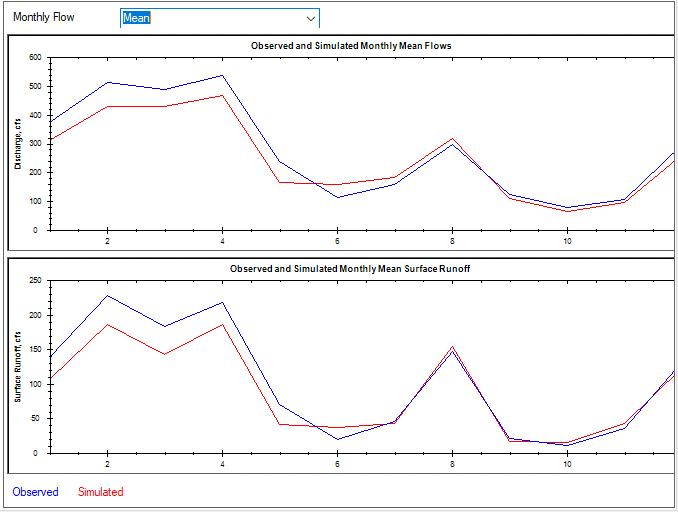 Monthly Flow Mean
Observed and Simulated Monthly Mean Flows
Discharge, cfs
600
500
400
300
200
100
0
2 4 6 8 10
Observed and Simulated Monthly Mean Surface Runoff
Surface Runoff, cfs
250
200
150
100
50
0
2 4 6 8 10
Observed Simulated